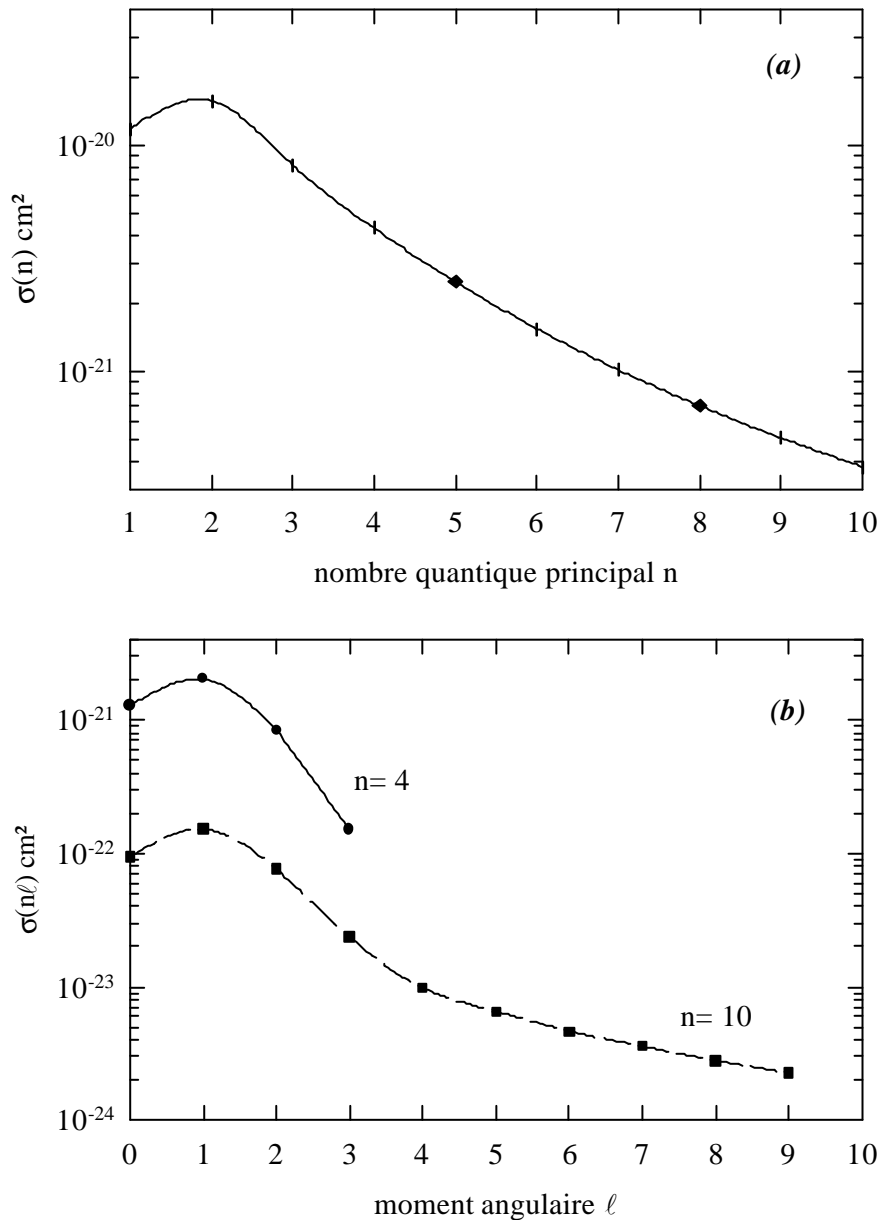 (a)
10⁻²⁰
10⁻²¹
σ(n) cm²
1 2 3 4 5 6 7 8 9 10
nombre quantique principal n
(b)
10⁻²¹
10⁻²²
10⁻²³
10⁻²⁴
σ(nℓ) cm²
n= 4
n= 10
0 1 2 3 4 5 6 7 8 9 10
moment angulaire ℓ